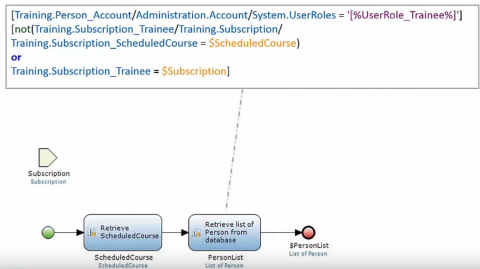 [Training.Person_Account/Administration.Account/System.UserRoles = '[%UserRole_Trainee%]']
[not(Training.Subscription_Trainee/Training.Subscription/
Training.Subscription_ScheduledCourse = $ScheduledCourse)
or
Training.Subscription_Trainee = $Subscription]
Subscription
Subscription
Retrieve
ScheduledCourse
ScheduledCourse
ScheduledCourse
Retrieve list of
Person from
database
PersonList
List of Person
$PersonList
List of Person